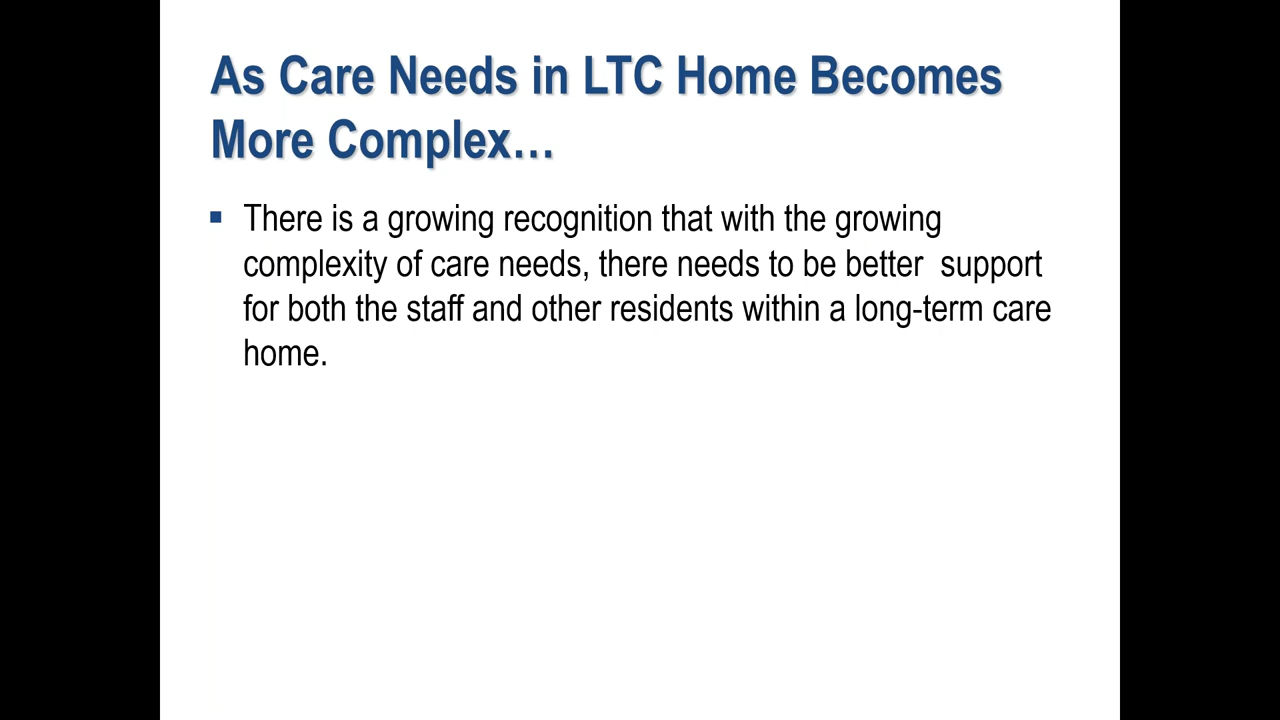 As Care Needs in LTC Home Becomes
More Complex…
▪ There is a growing recognition that with the growing
complexity of care needs, there needs to be better  support
for both the staff and other residents within a long-term care
home.